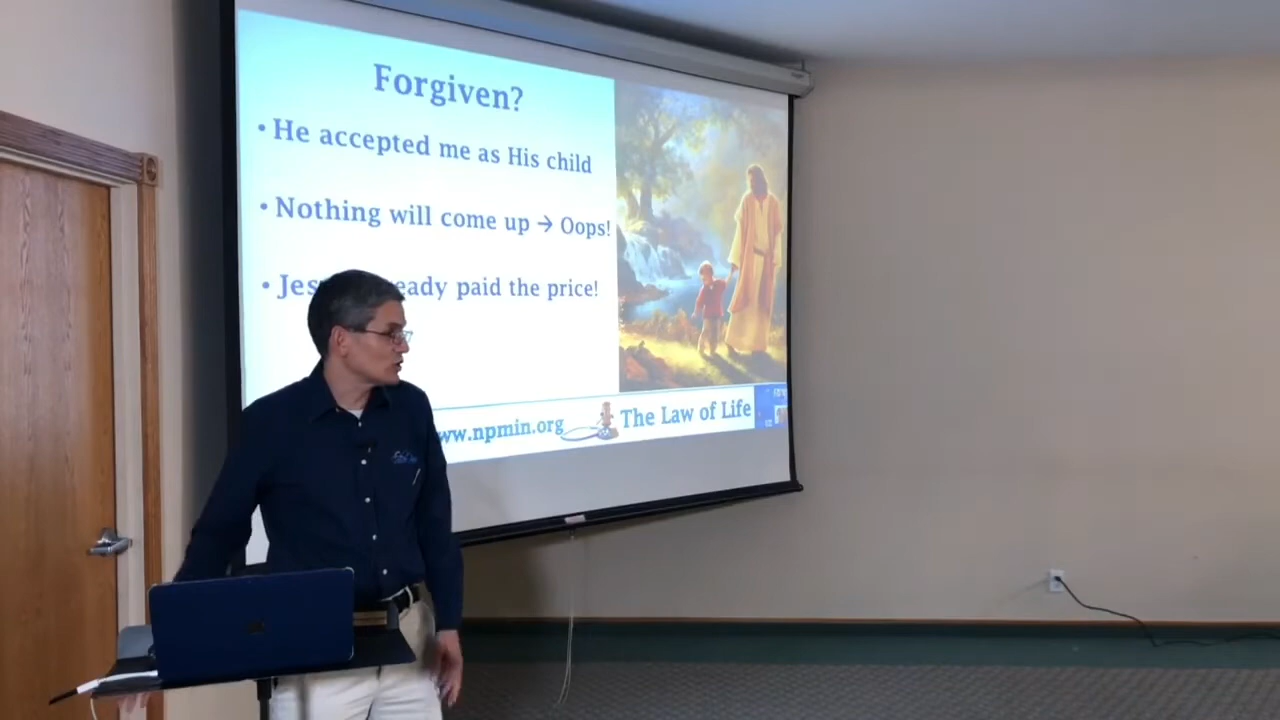 Forgiven?
• He accepted me as His child
• Nothing will come up → Oops!
• Jes eady paid the price!
ww.npmin.org The Law of Life